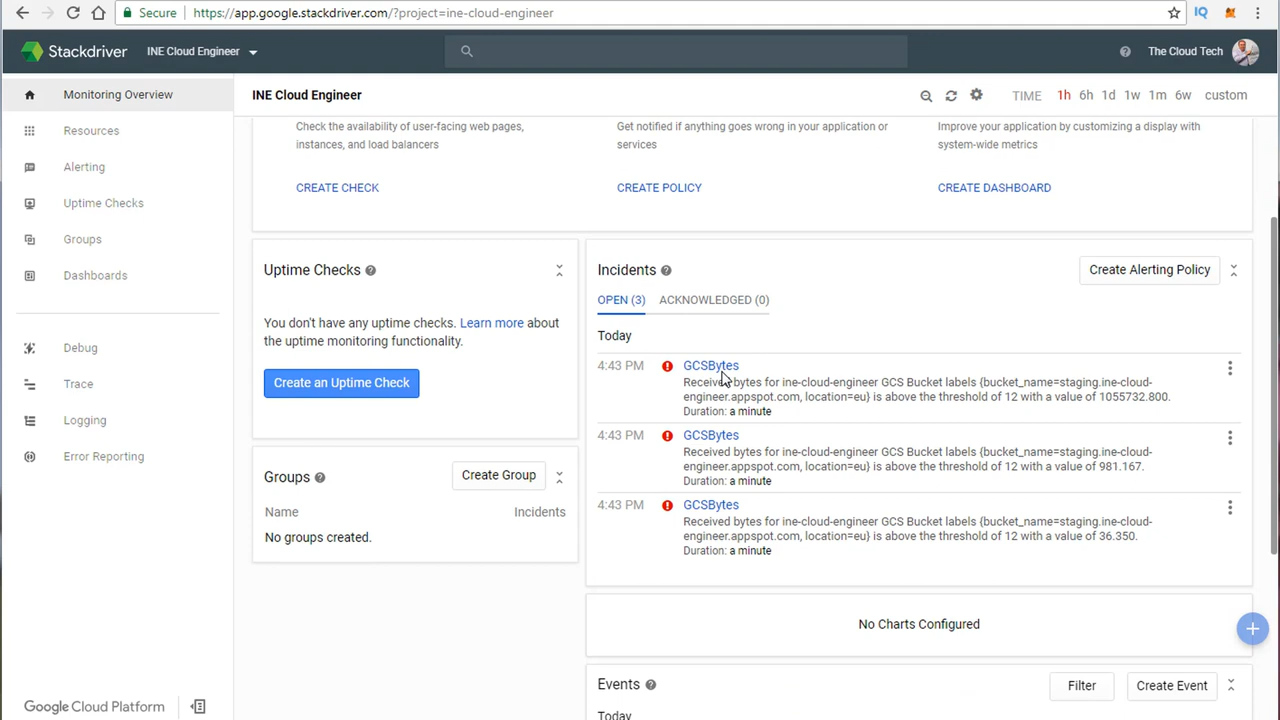 Secure https://app.google.stackdriver.com/?project=ine-cloud-engineer
IQ
Stackdriver INE Cloud Engineer The Cloud Tech
Monitoring Overview
Resources
Alerting
Uptime Checks
Groups
Dashboards
Debug
Trace
Logging
Error Reporting
Google Cloud Platform
INE Cloud Engineer TIME 1h 6h 1d 1w 1m 6w custom
Check the availability of user-facing web pages,
instances, and load balancers
CREATE CHECK
Get notified if anything goes wrong in your application or
services
CREATE POLICY
Improve your application by customizing a display with
system-wide metrics
CREATE DASHBOARD
Uptime Checks
You don't have any uptime checks. Learn more about
the uptime monitoring functionality.
Create an Uptime Check
Groups Create Group
Name Incidents
No groups created.
Incidents Create Alerting Policy
OPEN (3) ACKNOWLEDGED (0)
Today
4:43 PM GCSBytes
Received bytes for ine-cloud-engineer GCS Bucket labels {bucket_name=staging.ine-cloud-
engineer.appspot.com, location=eu} is above the threshold of 12 with a value of 1055732.800.
Duration: a minute
4:43 PM GCSBytes
Received bytes for ine-cloud-engineer GCS Bucket labels {bucket_name=staging.ine-cloud-
engineer.appspot.com, location=eu} is above the threshold of 12 with a value of 981.167.
Duration: a minute
4:43 PM GCSBytes
Received bytes for ine-cloud-engineer GCS Bucket labels {bucket_name=staging.ine-cloud-
engineer.appspot.com, location=eu} is above the threshold of 12 with a value of 36.350.
Duration: a minute
No Charts Configured
Events Filter Create Event
Today